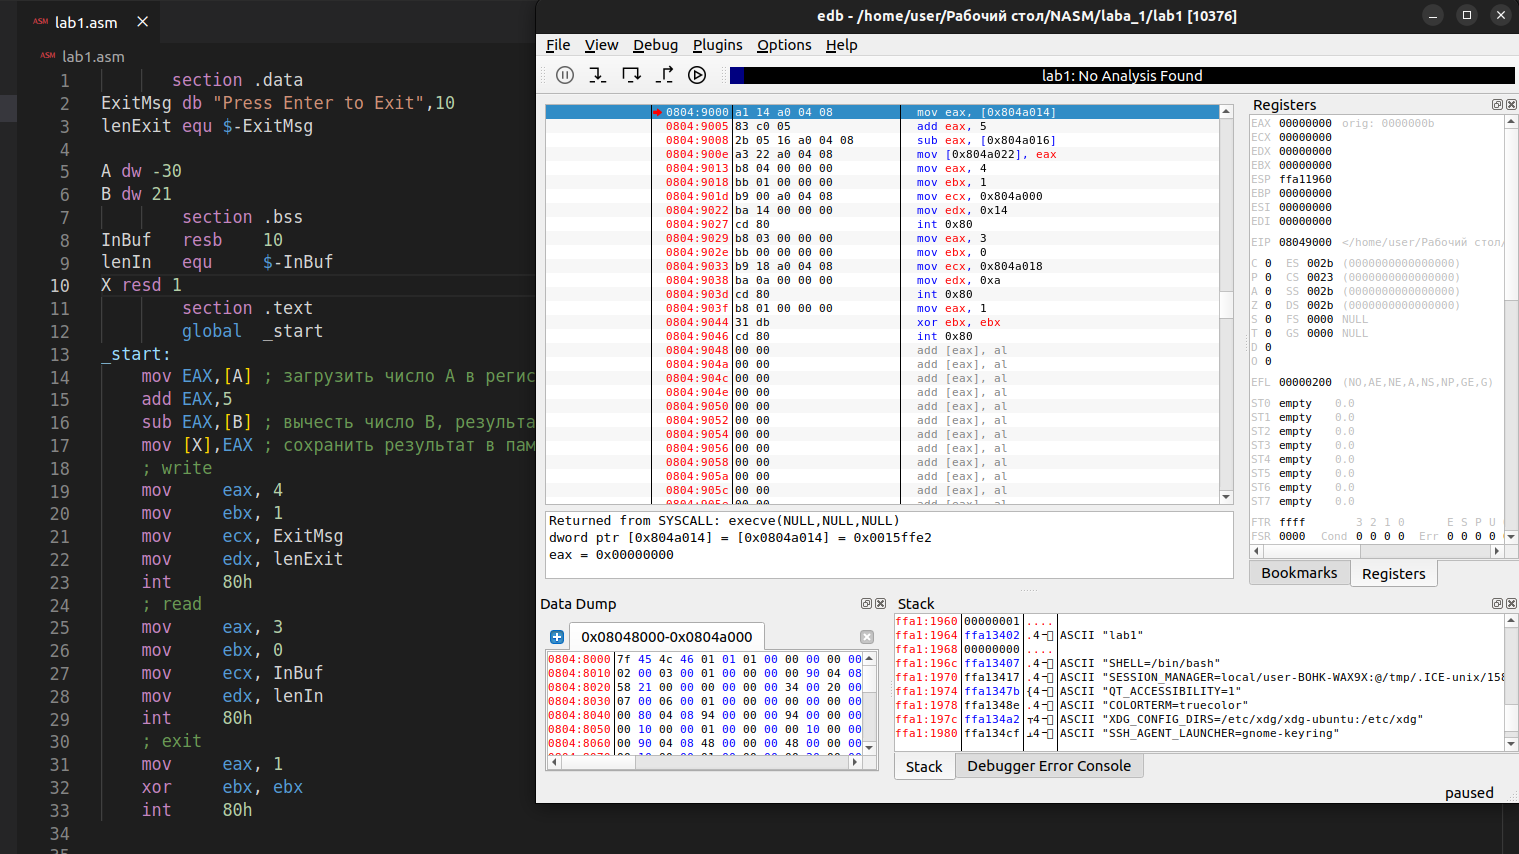 ASM lab1.asm
ASM lab1.asm
1 section .data
2 ExitMsg db "Press Enter to Exit",10
3 lenExit equ $-ExitMsg
4
5 A dw -30
6 B dw 21
7 section .bss
8 InBuf resb 10
9 lenIn equ $-InBuf
10 X resd 1
11 section .text
12 global _start
13 _start:
14 mov EAX,[A] ; загрузить число A в регис
15 add EAX,5
16 sub EAX,[B] ; вычесть число B, результа
17 mov [X],EAX ; сохранить результат в пам
18 ; write
19 mov eax, 4
20 mov ebx, 1
21 mov ecx, ExitMsg
22 mov edx, lenExit
23 int 80h
24 ; read
25 mov eax, 3
26 mov ebx, 0
27 mov ecx, InBuf
28 mov edx, lenIn
29 int 80h
30 ; exit
31 mov eax, 1
32 xor ebx, ebx
33 int 80h
34
edb - /home/user/Рабочий стол/NASM/laba_1/lab1 [10376]
File View Debug Plugins Options Help
lab1: No Analysis Found
0804:9000 a1 14 a0 04 08 mov eax, [0x804a014]
0804:9005 83 c0 05 add eax, 5
0804:9008 2b 05 16 a0 04 08 sub eax, [0x804a016]
0804:900e a3 22 a0 04 08 mov [0x804a022], eax
0804:9013 b8 04 00 00 00 mov eax, 4
0804:9018 bb 01 00 00 00 mov ebx, 1
0804:901d b9 00 a0 04 08 mov ecx, 0x804a000
0804:9022 ba 14 00 00 00 mov edx, 0x14
0804:9027 cd 80 int 0x80
0804:9029 b8 03 00 00 00 mov eax, 3
0804:902e bb 00 00 00 00 mov ebx, 0
0804:9033 b9 18 a0 04 08 mov ecx, 0x804a018
0804:9038 ba 0a 00 00 00 mov edx, 0xa
0804:903d cd 80 int 0x80
0804:903f b8 01 00 00 00 mov eax, 1
0804:9044 31 db xor ebx, ebx
0804:9046 cd 80 int 0x80
0804:9048 00 00 add [eax], al
0804:904a 00 00 add [eax], al
0804:904c 00 00 add [eax], al
0804:904e 00 00 add [eax], al
0804:9050 00 00 add [eax], al
0804:9052 00 00 add [eax], al
0804:9054 00 00 add [eax], al
0804:9056 00 00 add [eax], al
0804:9058 00 00 add [eax], al
0804:905a 00 00 add [eax], al
0804:905c 00 00 add [eax], al
Returned from SYSCALL: execve(NULL,NULL,NULL)
dword ptr [0x804a014] = [0x0804a014] = 0x0015ffe2
eax = 0x00000000
Registers
EAX 00000000 orig: 0000000b
ECX 00000000
EDX 00000000
EBX 00000000
ESP ffa11960
EBP 00000000
ESI 00000000
EDI 00000000
EIP 08049000 </home/user/Рабочий стол/
C 0 ES 002b (0000000000000000)
P 0 CS 0023 (0000000000000000)
A 0 SS 002b (0000000000000000)
Z 0 DS 002b (0000000000000000)
S 0 FS 0000 NULL
T 0 GS 0000 NULL
D 0
O 0
EFL 00000200 (NO,AE,NE,A,NS,NP,GE,G)
ST0 empty 0.0
ST1 empty 0.0
ST2 empty 0.0
ST3 empty 0.0
ST4 empty 0.0
ST5 empty 0.0
ST6 empty 0.0
ST7 empty 0.0
FTR ffff 3 2 1 0 E S P U
FSR 0000 Cond 0 0 0 0 Err 0 0 0 0
Bookmarks Registers
Data Dump
0x08048000-0x0804a000
0804:8000 7f 45 4c 46 01 01 01 00 00 00 00 00
0804:8010 02 00 03 00 01 00 00 00 00 90 04 08
0804:8020 58 21 00 00 00 00 00 00 34 00 20 00
0804:8030 07 00 06 00 01 00 00 00 00 00 00 00
0804:8040 00 80 04 08 94 00 00 00 94 00 00 00
0804:8050 00 10 00 00 01 00 00 00 00 10 00 00
0804:8060 00 90 04 08 48 00 00 00 48 00 00 00
Stack
ffa1:1960 00000001 ....
ffa1:1964 ffa13402 ASCII "lab1"
ffa1:1968 00000000 ....
ffa1:196c ffa13407 ASCII "SHELL=/bin/bash"
ffa1:1970 ffa13417 ASCII "SESSION_MANAGER=local/user-BOHK-WAX9X:@/tmp/.ICE-unix/158
ffa1:1974 ffa1347b ASCII "QT_ACCESSIBILITY=1"
ffa1:1978 ffa1348e ASCII "COLORTERM=truecolor"
ffa1:197c ffa134a2 ASCII "XDG_CONFIG_DIRS=/etc/xdg/xdg-ubuntu:/etc/xdg"
ffa1:1980 ffa134cf ASCII "SSH_AGENT_LAUNCHER=gnome-keyring"
Stack Debugger Error Console
paused